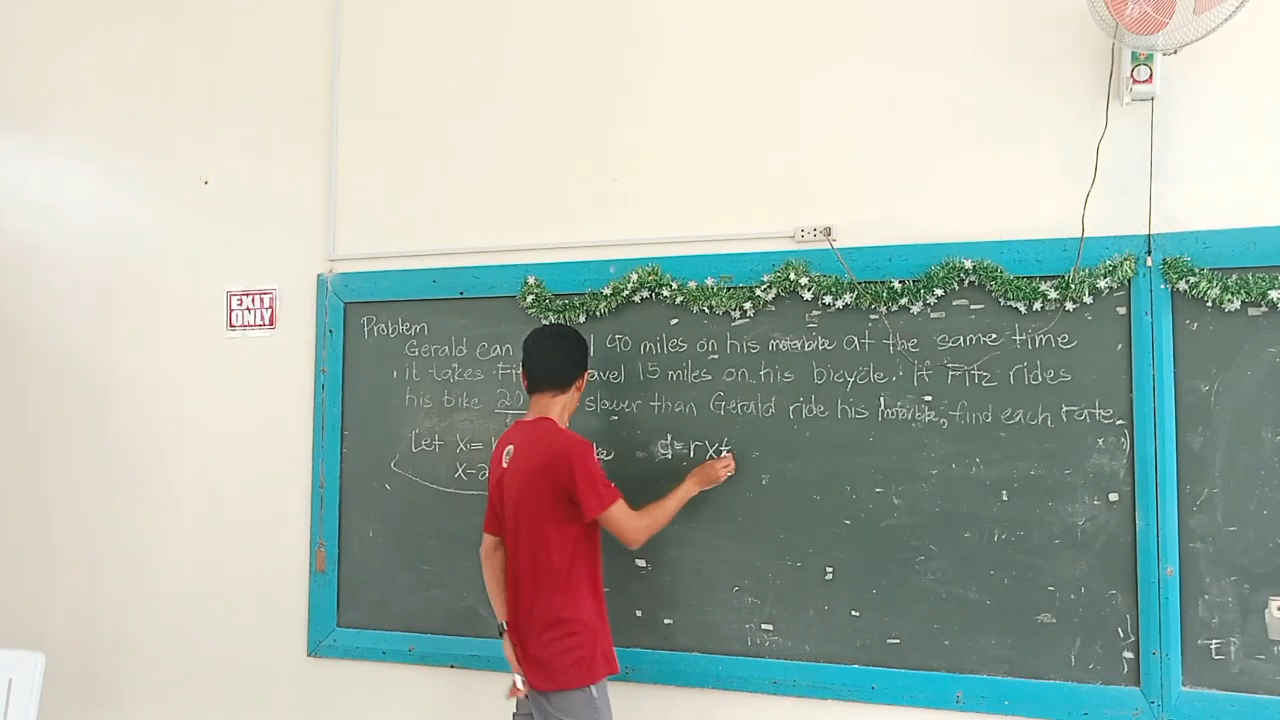 EXIT
ONLY
Problem
Gerald can l 40 miles on his motorbike at the same time
it takes Fit avel 15 miles on his bicycle. If Fitz rides
his bike 20 slower than Gerald ride his motorbike, find each rate.
Let x =
d = r x t
x - 2
EP